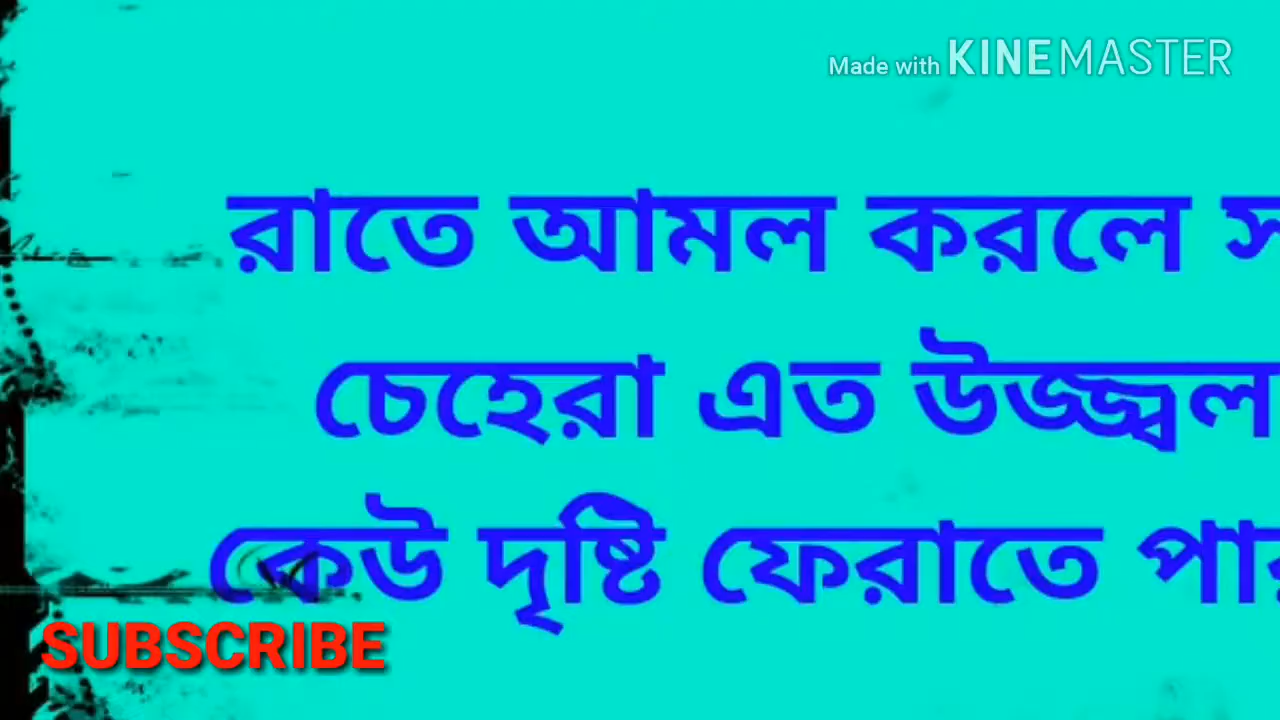 Made with KINEMASTER
রাতে আমল করলে
চেহেরা এত উজ্জ্বল
কেউ দৃষ্টি ফেরাতে
SUBSCRIBE